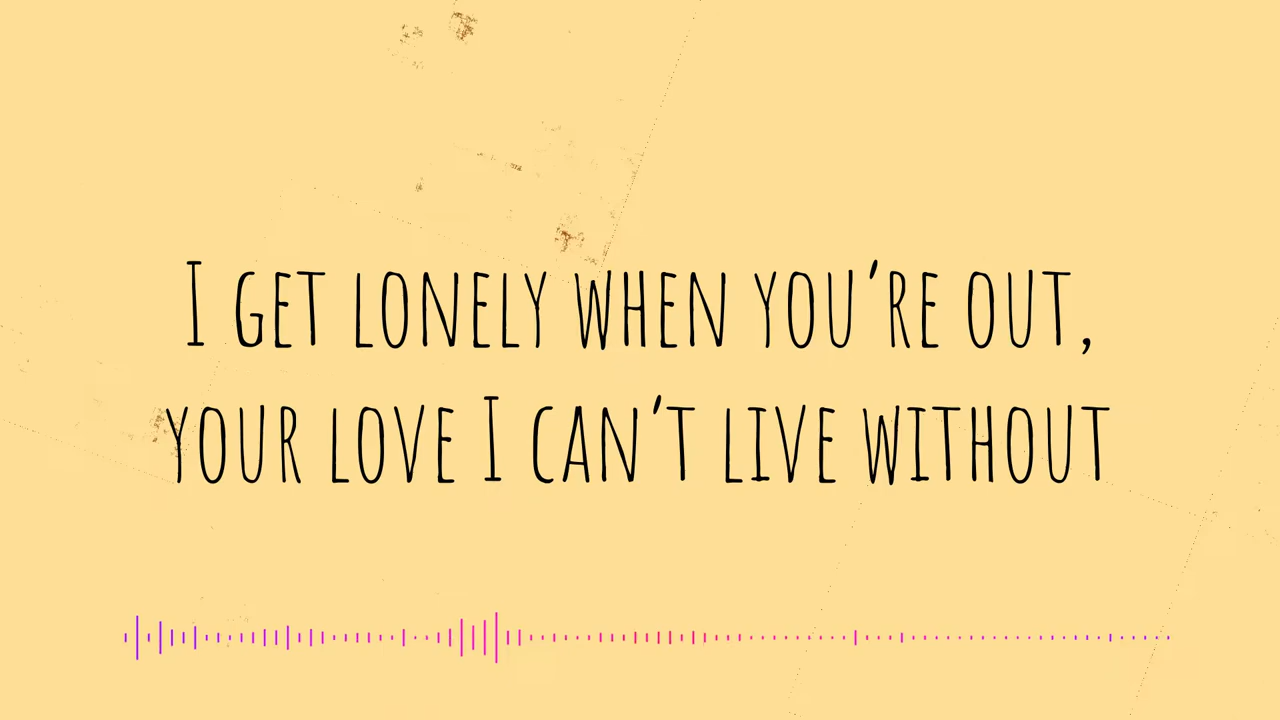 I GET LONELY WHEN YOU'RE OUT,
YOUR LOVE I CAN'T LIVE WITHOUT